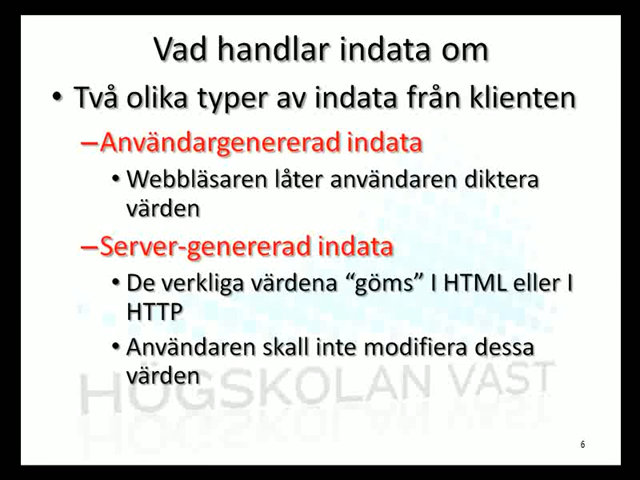 Vad handlar indata om
• Två olika typer av indata från klienten
–Användargenererad indata
• Webbläsaren låter användaren diktera
värden
–Server-genererad indata
• De verkliga värdena “göms” I HTML eller I
HTTP
• Användaren skall inte modifiera dessa
värden
HÖGSKOLAN VÄST
6